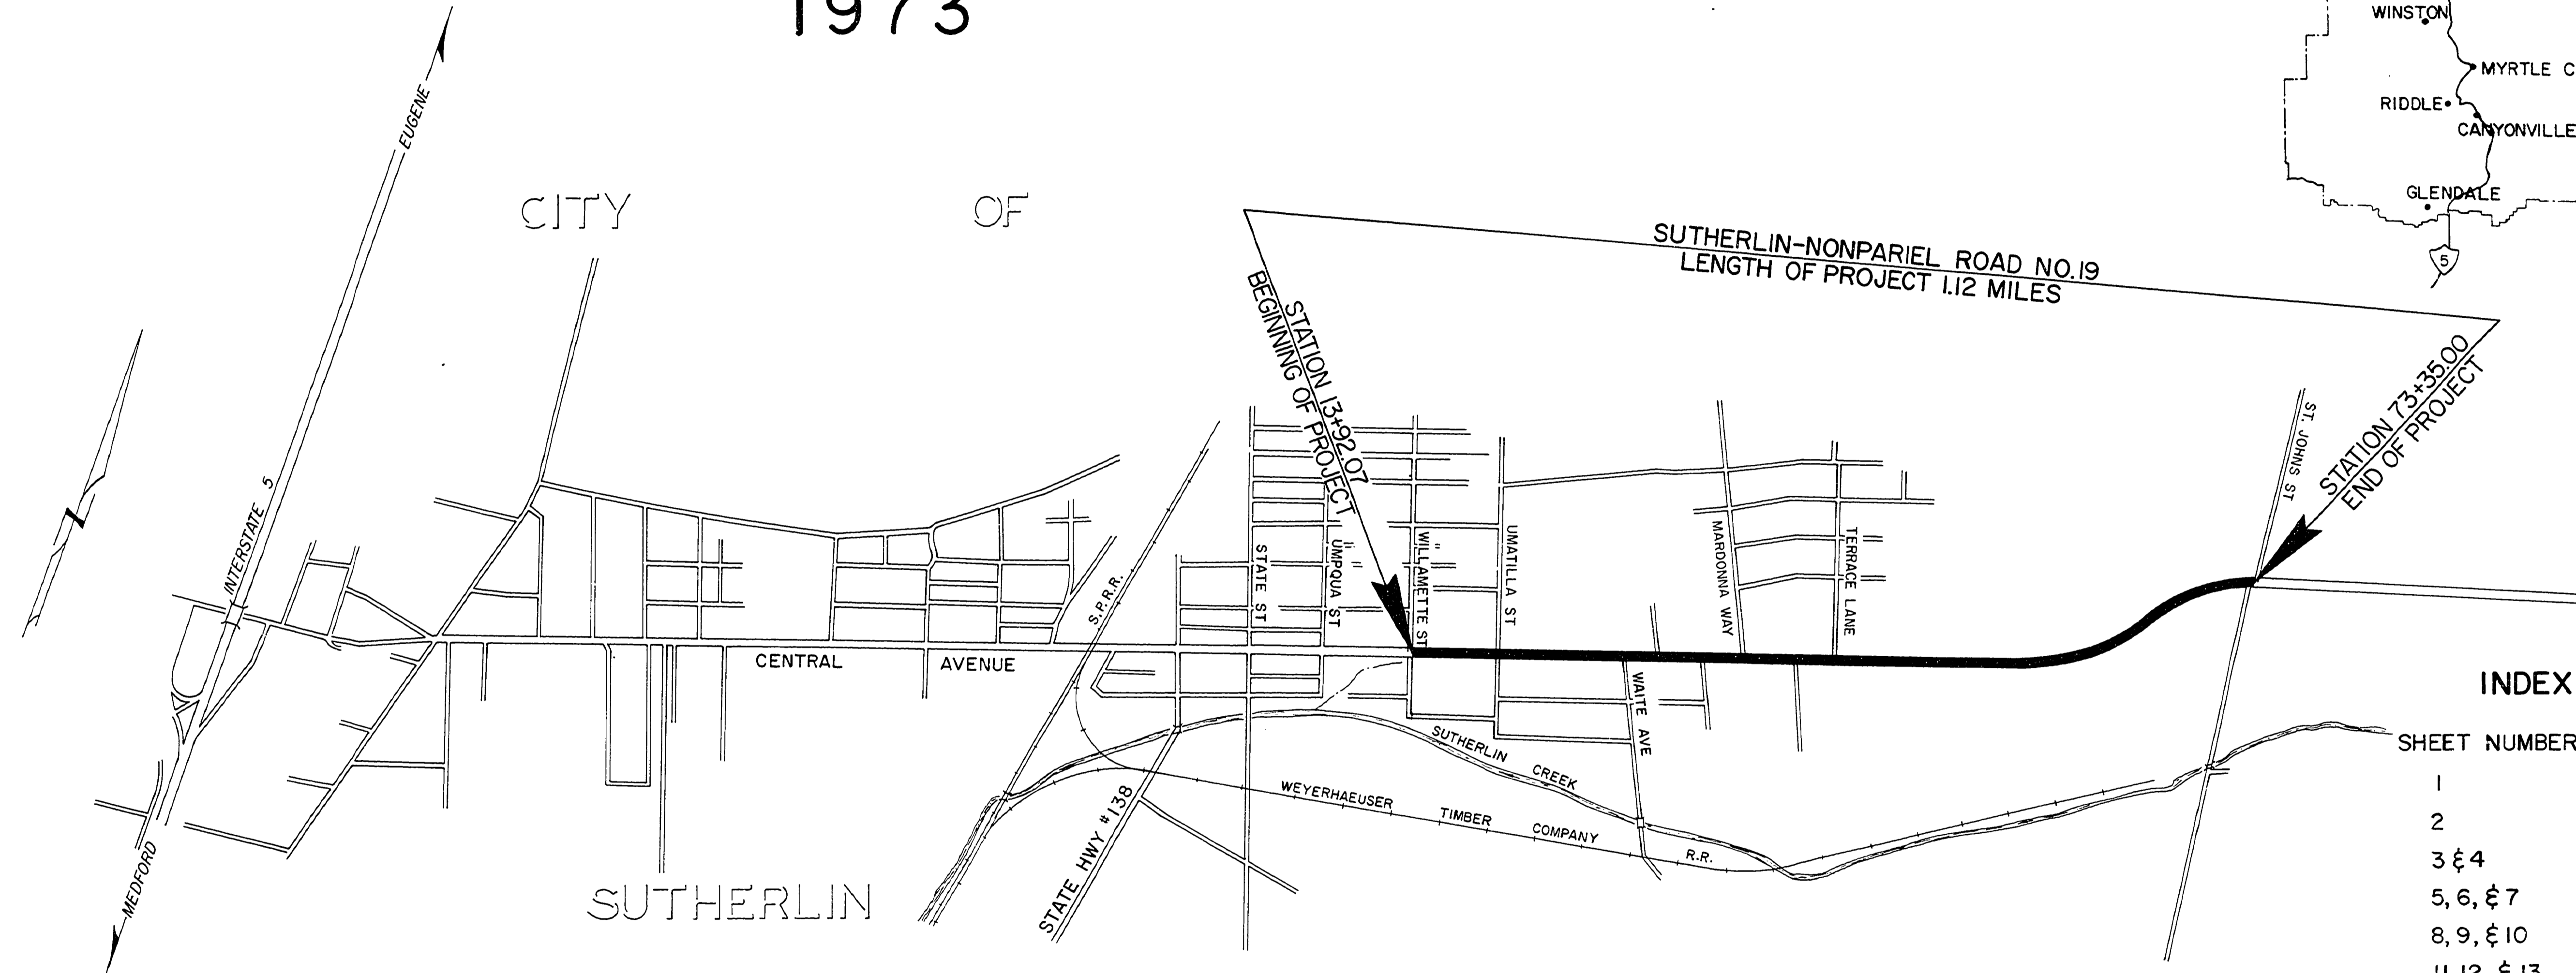 1973
WINSTON
MYRTLE C
RIDDLE
CANYONVILLE
GLENDALE
5
EUGENE
CITY OF
SUTHERLIN-NONPARIEL ROAD NO.19
LENGTH OF PROJECT 1.12 MILES
STATION 13+92.07
BEGINNING OF PROJECT
STATION 73+35.00
END OF PROJECT
ST. JOHNS ST
N
INTERSTATE 5
S.P.R.R.
STATE ST
UMPQUA ST
WILLAMETTE ST
UMATILLA ST
MARDONNA WAY
TERRACE LANE
CENTRAL AVENUE
WAITE AVE
SUTHERLIN CREEK
WEYERHAEUSER TIMBER COMPANY R.R.
STATE HWY #138
MEDFORD
SUTHERLIN
INDEX
SHEET NUMBER
1
2
3 & 4
5, 6, & 7
8, 9, & 10
11, 12, & 13